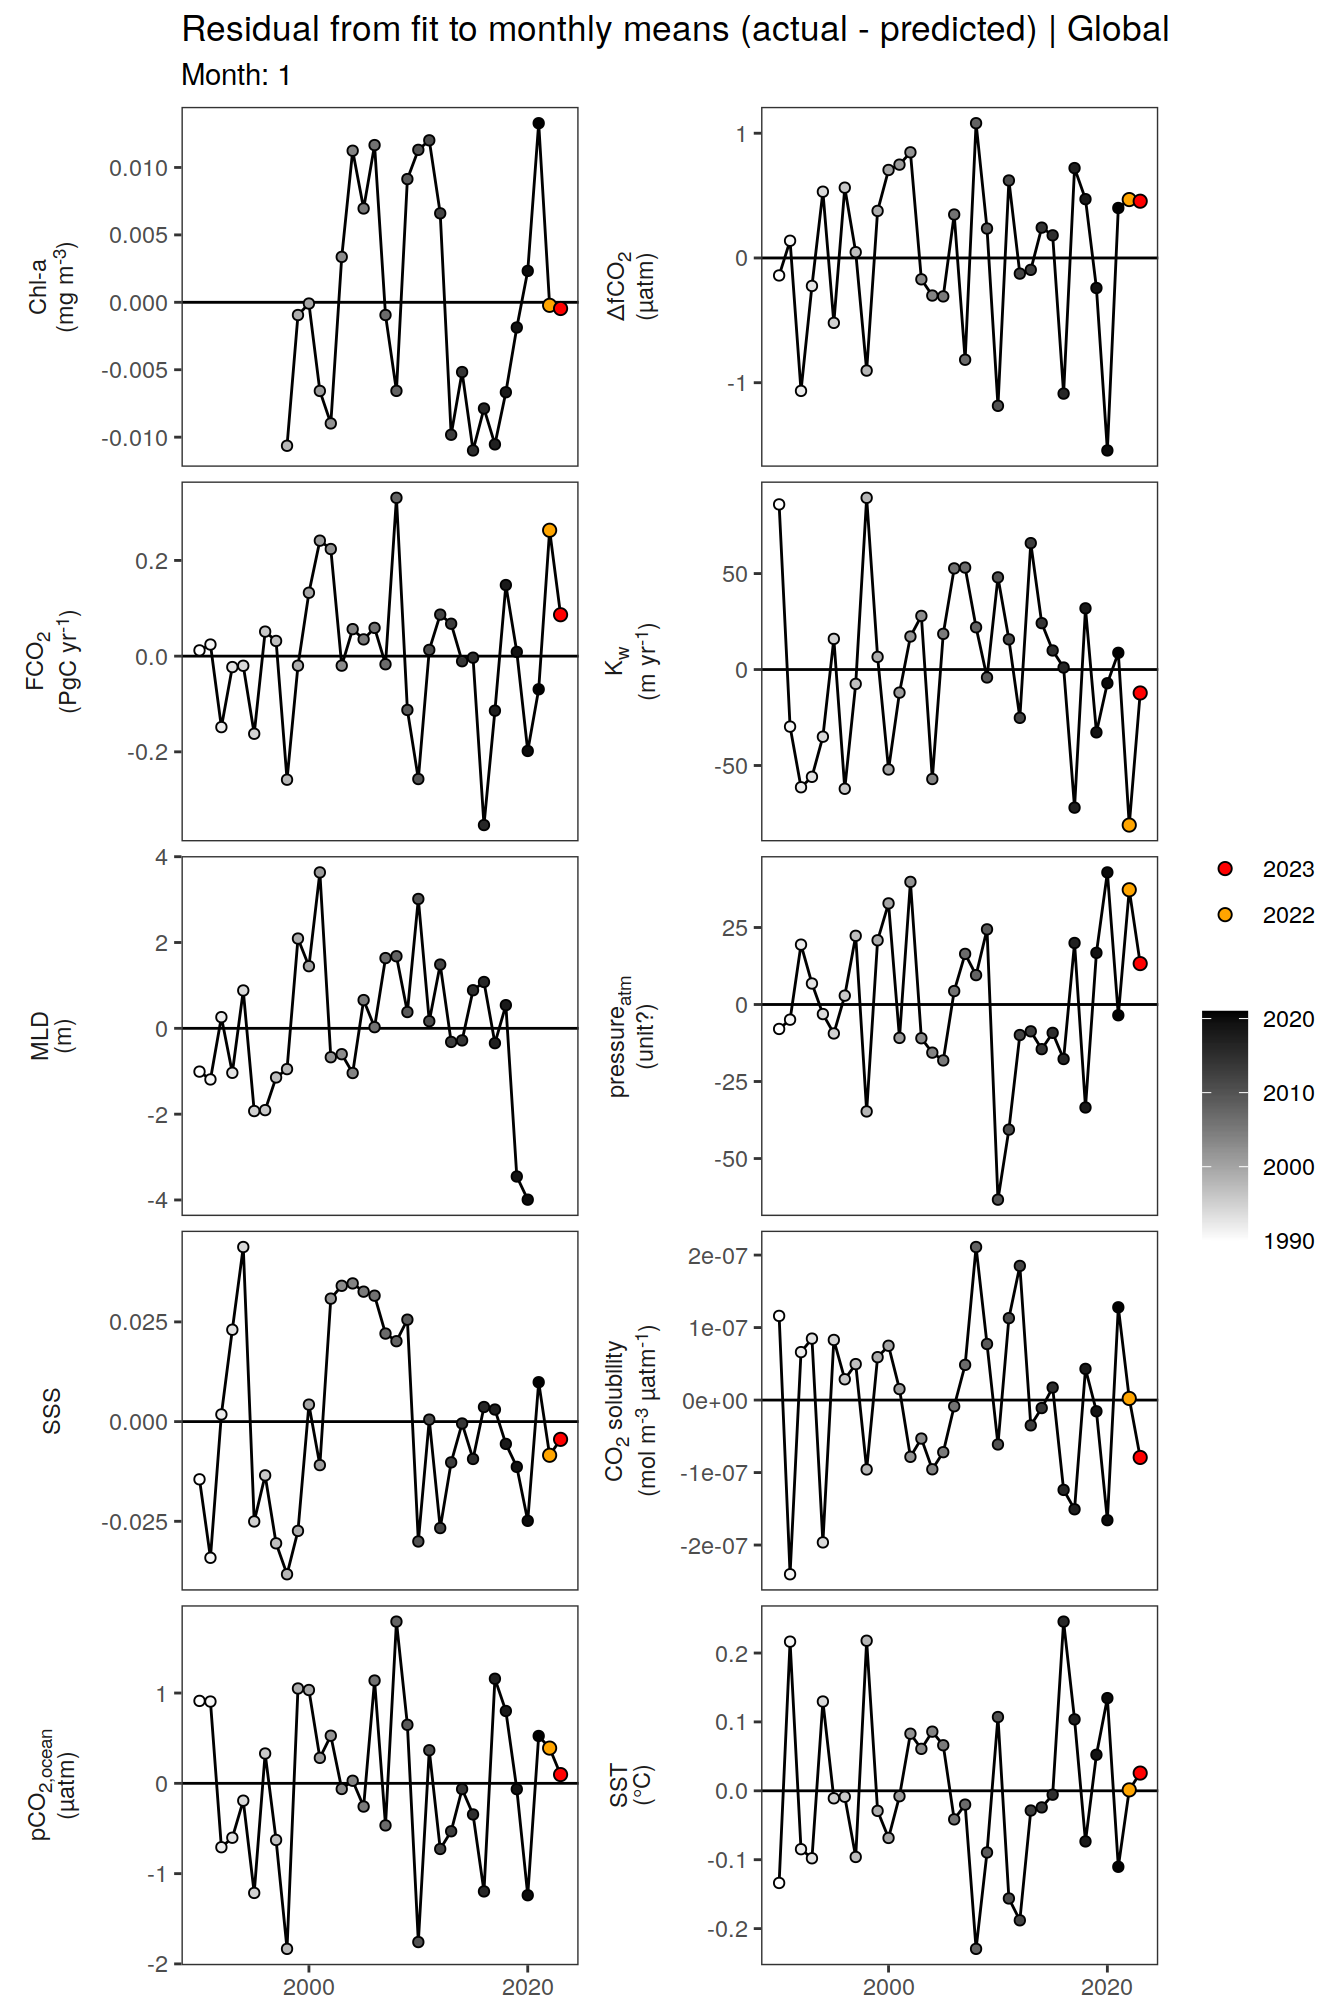 Residual from fit to monthly means (actual - predicted) | Global
Month: 1
Chl-a
(mg m-3)
0.010
0.005
0.000
-0.005
-0.010
ΔfCO2
(µatm)
1
0
-1
FCO2
(PgC yr-1)
0.2
0.0
-0.2
Kw
(m yr-1)
50
0
-50
MLD
(m)
4
2
0
-2
-4
pressureatm
(unit?)
25
0
-25
-50
SSS
0.025
0.000
-0.025
CO2 solubility
(mol m-3 µatm-1)
2e-07
1e-07
0e+00
-1e-07
-2e-07
pCO2,ocean
(µatm)
1
0
-1
-2
2000
2020
SST
(°C)
0.2
0.1
0.0
-0.1
-0.2
2000
2020
2023
2022
2020
2010
2000
1990